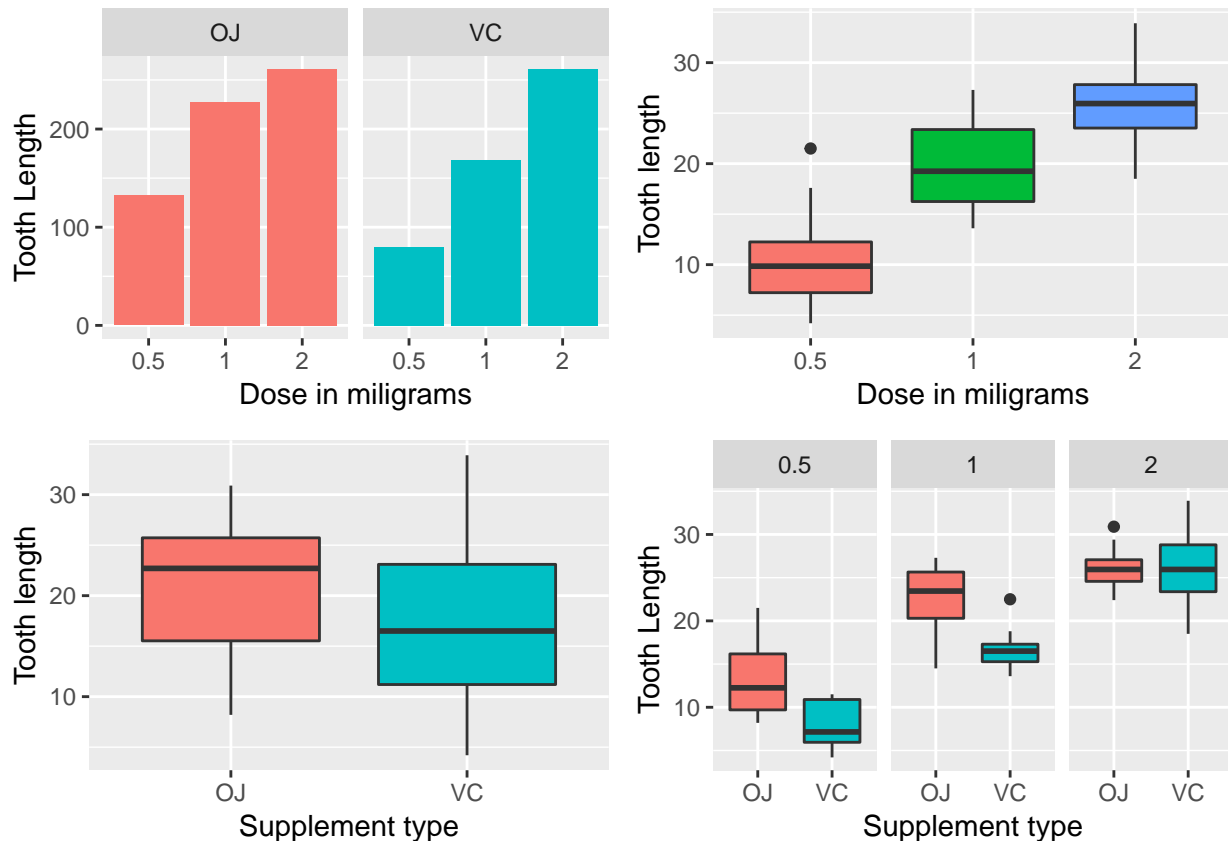 OJ VC
Tooth Length
200
100
0
0.5 1 2 0.5 1 2
Dose in miligrams
Tooth length
30
20
10
0.5 1 2
Dose in miligrams
Tooth length
30
20
10
OJ VC
Supplement type
0.5 1 2
Tooth Length
30
20
10
OJ VC OJ VC OJ VC
Supplement type